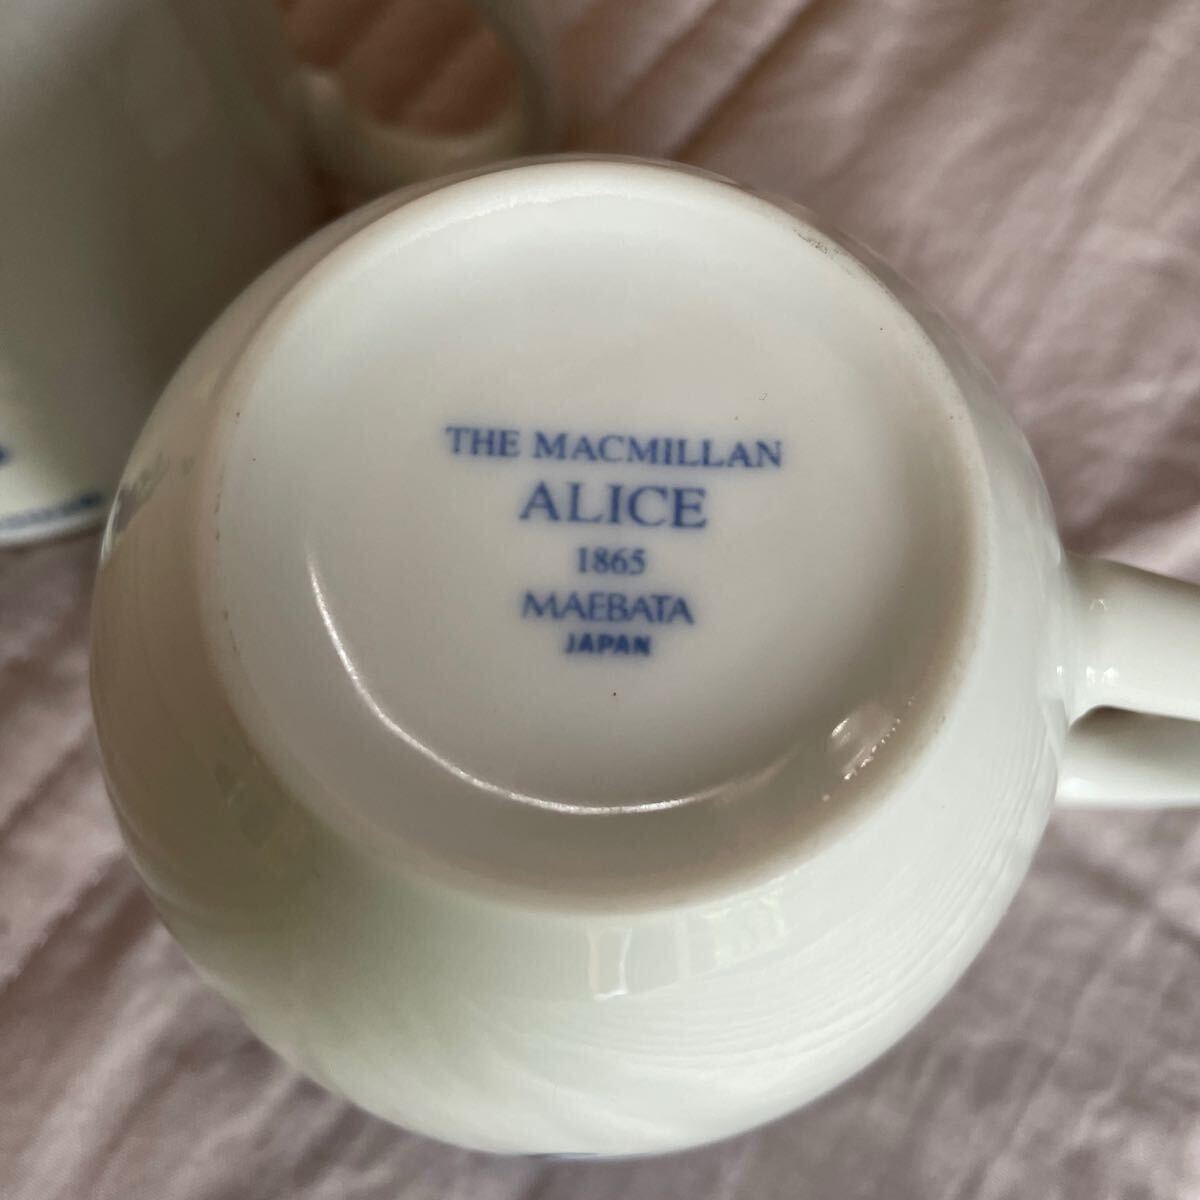 THE MACMILLAN
ALICE
1865
MAEBATA
JAPAN